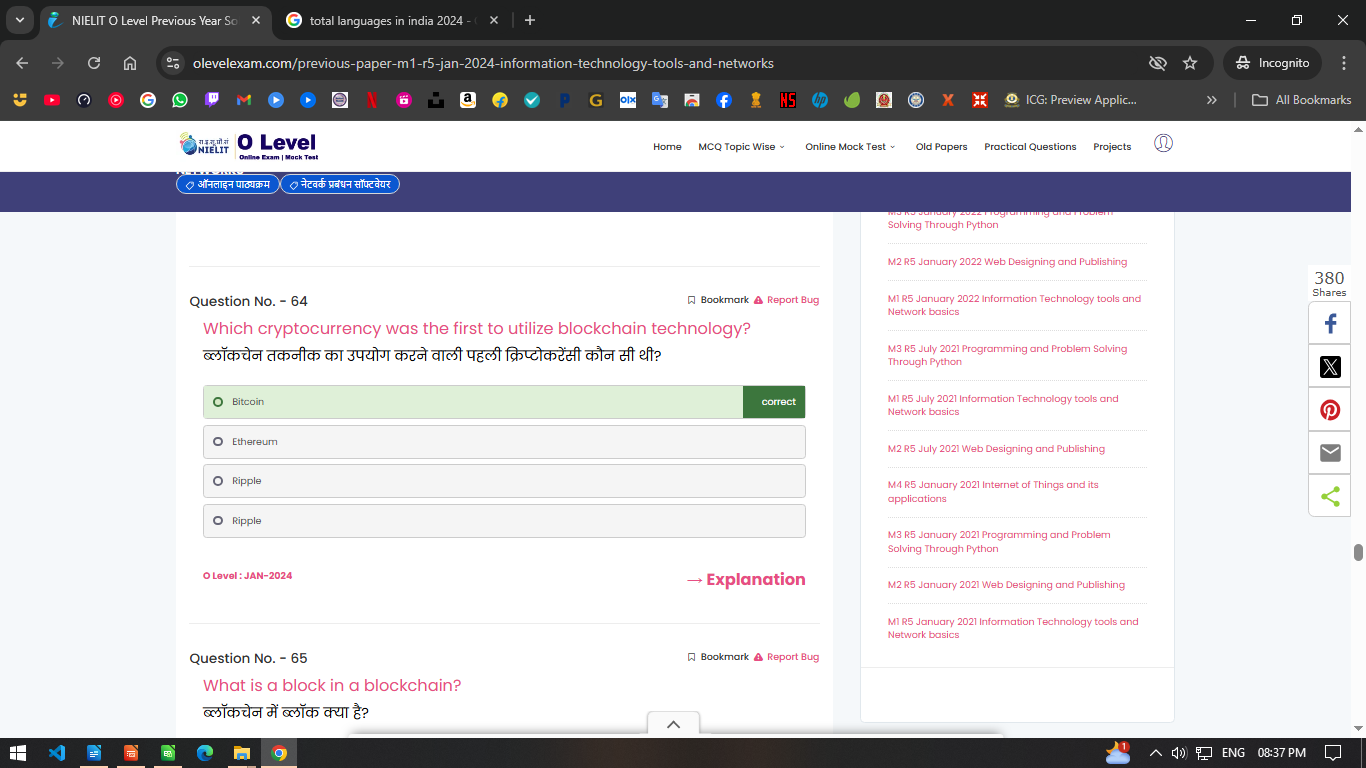 NIELIT O Level Previous Year So
total languages in india 2024 -
olevelexam.com/previous-paper-m1-r5-jan-2024-information-technology-tools-and-networks
Incognito
ICG: Preview Applic...
All Bookmarks
रा.इ.सू.प्रौ.सं
NIELIT
O Level
Online Exam | Mock Test
Home
MCQ Topic Wise
Online Mock Test
Old Papers
Practical Questions
Projects
ऑनलाइन पाठ्यक्रम
नेटवर्क प्रबंधन सॉफ्टवेयर
Question No. - 64
Bookmark
Report Bug
Which cryptocurrency was the first to utilize blockchain technology?
ब्लॉकचेन तकनीक का उपयोग करने वाली पहली क्रिप्टोकरेंसी कौन सी थी?
Bitcoin
correct
Ethereum
Ripple
Ripple
O Level : JAN-2024
→ Explanation
Question No. - 65
Bookmark
Report Bug
What is a block in a blockchain?
ब्लॉकचेन में ब्लॉक क्या है?
M3 R5 January 2022 Programming and Problem
Solving Through Python
M2 R5 January 2022 Web Designing and Publishing
M1 R5 January 2022 Information Technology tools and
Network basics
M3 R5 July 2021 Programming and Problem Solving
Through Python
M1 R5 July 2021 Information Technology tools and
Network basics
M2 R5 July 2021 Web Designing and Publishing
M4 R5 January 2021 Internet of Things and its
applications
M3 R5 January 2021 Programming and Problem
Solving Through Python
M2 R5 January 2021 Web Designing and Publishing
M1 R5 January 2021 Information Technology tools and
Network basics
380
Shares
1
ENG
08:37 PM